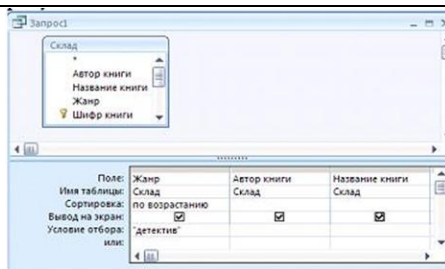 Запрос1
Склад
*
Автор книги
Название книги
Жанр
Шифр книги
Поле: Жанр Автор книги Название книги
Имя таблицы: Склад Склад Склад
Сортировка: по возрастанию
Вывод на экран:
Условие отбора: "детектив"
или: